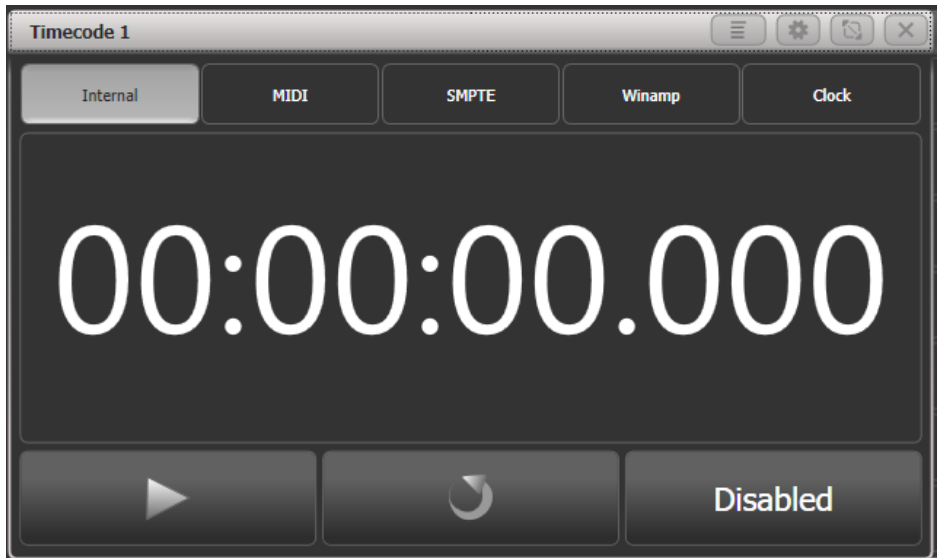 Timecode 1
Internal MIDI SMPTE Winamp Clock
00:00:00.000
Disabled